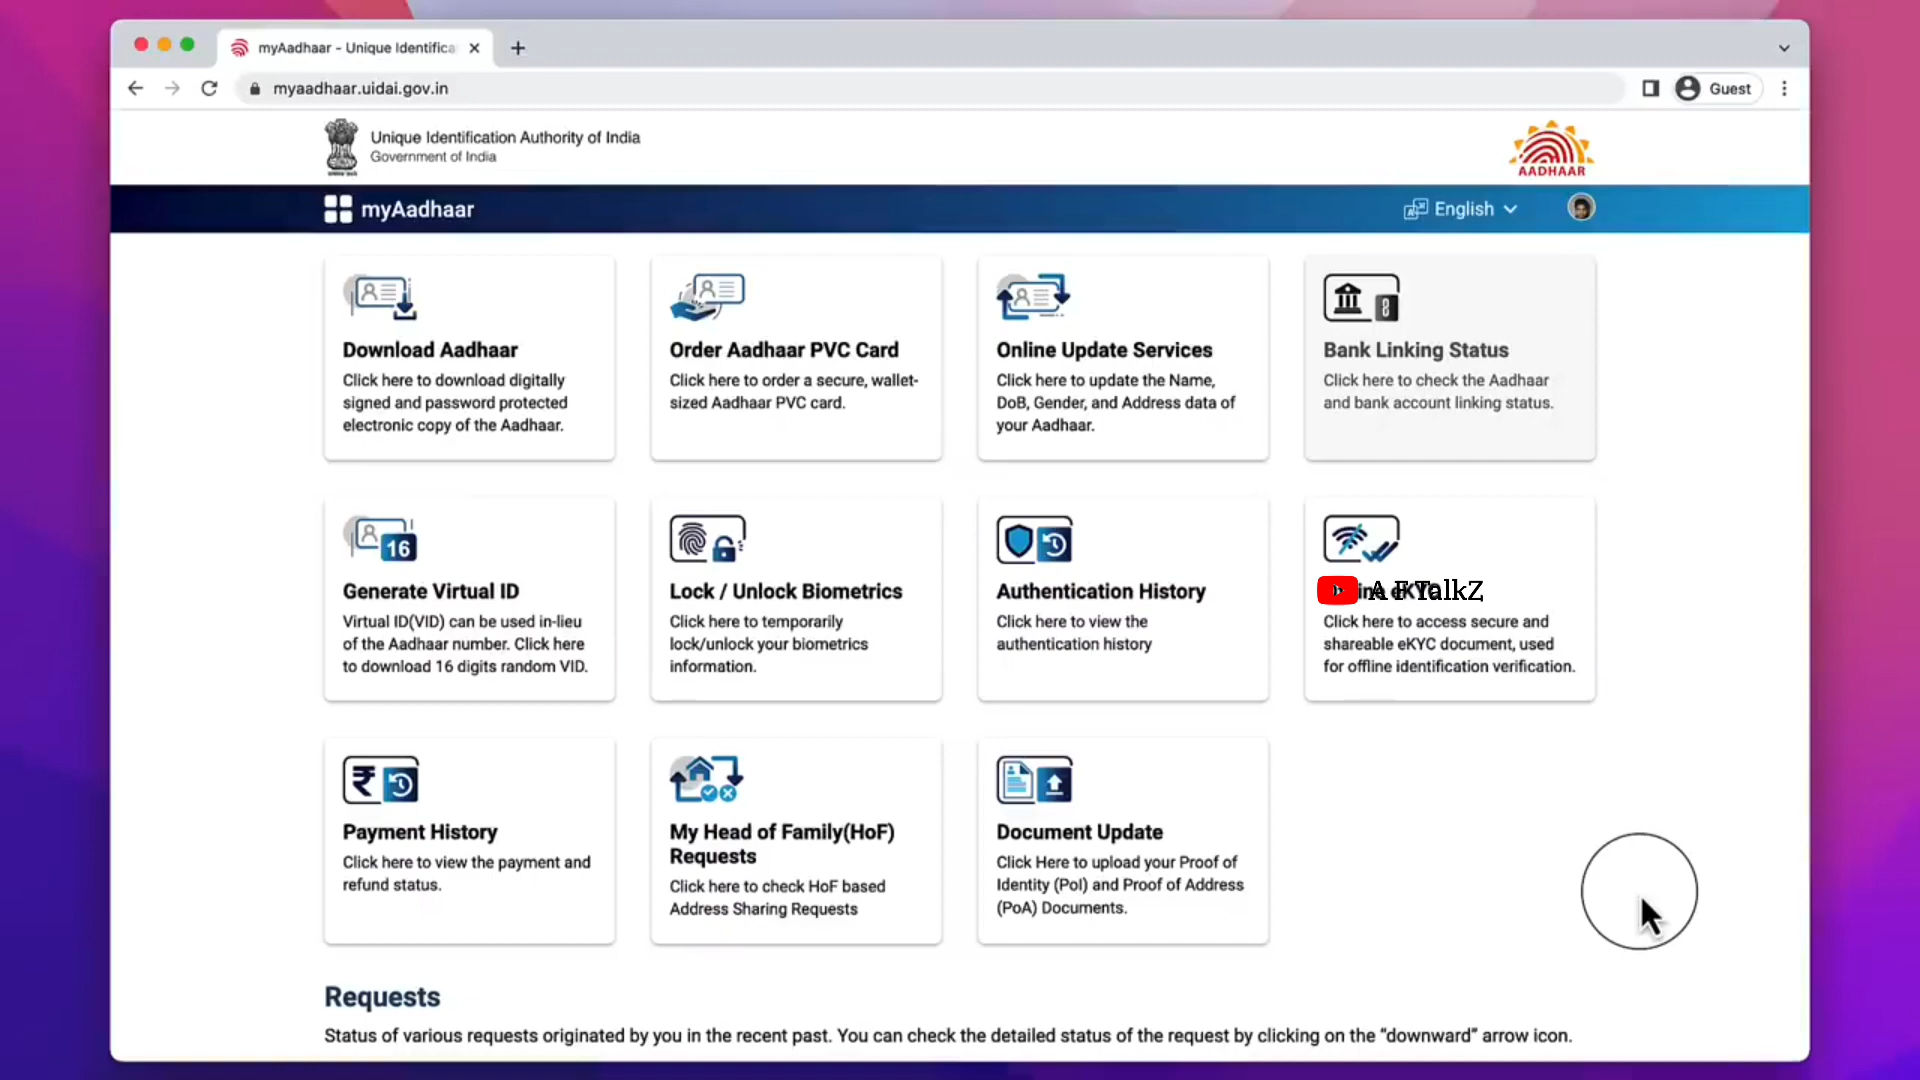 myAadhaar - Unique Identifica
myaadhaar.uidai.gov.in
Guest
Unique Identification Authority of India
Government of India
AADHAAR
myAadhaar
English
Download Aadhaar
Click here to download digitally
signed and password protected
electronic copy of the Aadhaar.
Order Aadhaar PVC Card
Click here to order a secure, wallet-
sized Aadhaar PVC card.
Online Update Services
Click here to update the Name,
DoB, Gender, and Address data of
your Aadhaar.
8
Bank Linking Status
Click here to check the Aadhaar
and bank account linking status.
16
Generate Virtual ID
Virtual ID(VID) can be used in-lieu
of the Aadhaar number. Click here
to download 16 digits random VID.
Lock / Unlock Biometrics
Click here to temporarily
lock/unlock your biometrics
information.
Authentication History
Click here to view the
authentication history
A F TalkZ
Click here to access secure and
shareable eKYC document, used
for offline identification verification.
₹
Payment History
Click here to view the payment and
refund status.
My Head of Family(HoF)
Requests
Click here to check HoF based
Address Sharing Requests
Document Update
Click Here to upload your Proof of
Identity (PoI) and Proof of Address
(PoA) Documents.
Requests
Status of various requests originated by you in the recent past. You can check the detailed status of the request by clicking on the “downward” arrow icon.